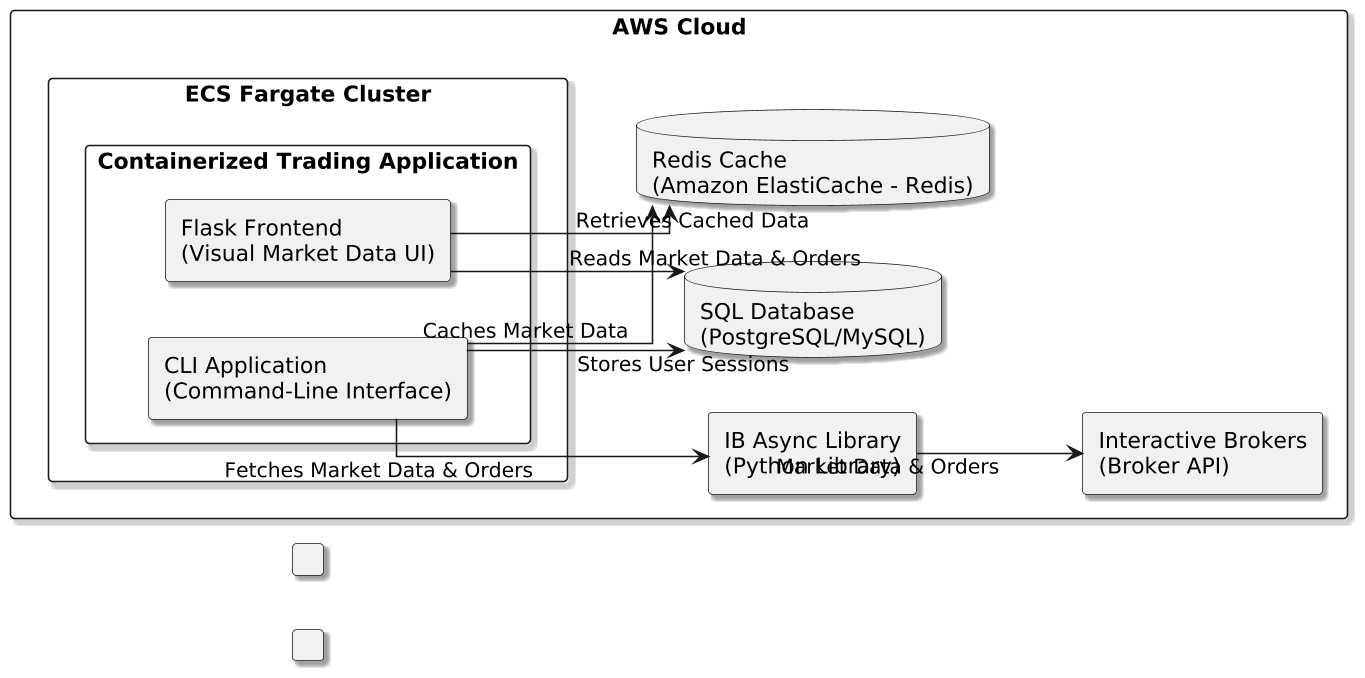 AWS Cloud
ECS Fargate Cluster
Containerized Trading Application
Flask Frontend
(Visual Market Data UI)
Redis Cache
(Amazon ElastiCache - Redis)
Retrieves Cached Data
Reads Market Data & Orders
SQL Database
(PostgreSQL/MySQL)
Caches Market Data
Stores User Sessions
CLI Application
(Command-Line Interface)
Fetches Market Data & Orders
IB Async Library
(Python Library)
Market Data & Orders
Interactive Brokers
(Broker API)